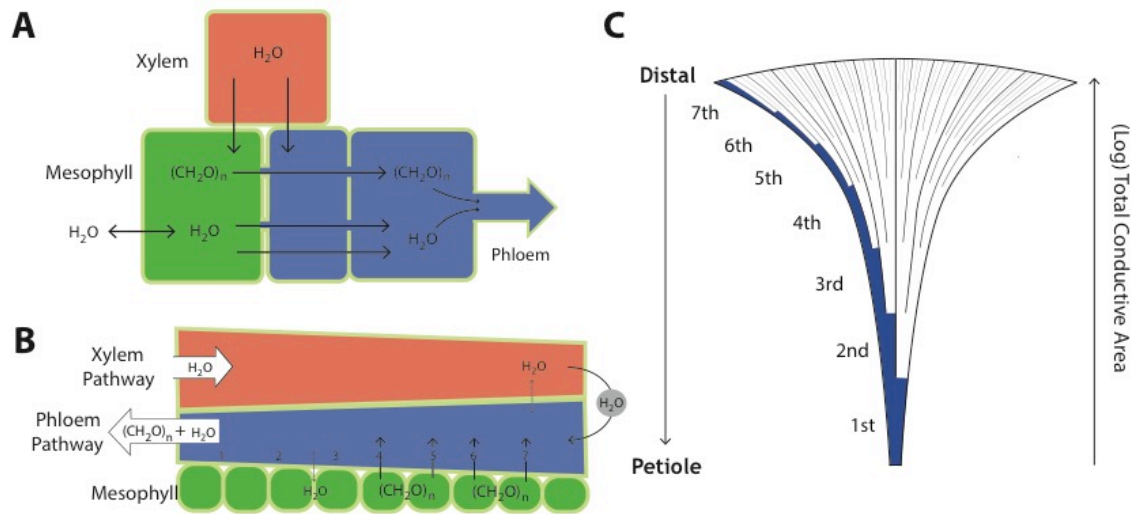 A
Xylem
H₂O
Mesophyll
(CH₂O)n
(CH₂O)n
H₂O
H₂O
H₂O
Phloem
B
Xylem
Pathway
H₂O
H₂O
H₂O
Phloem
Pathway
(CH₂O)n + H₂O
1
2
3
4
5
6
7
Mesophyll
H₂O
(CH₂O)n
(CH₂O)n
C
Distal
7th
6th
5th
4th
3rd
2nd
1st
Petiole
(Log) Total Conductive Area